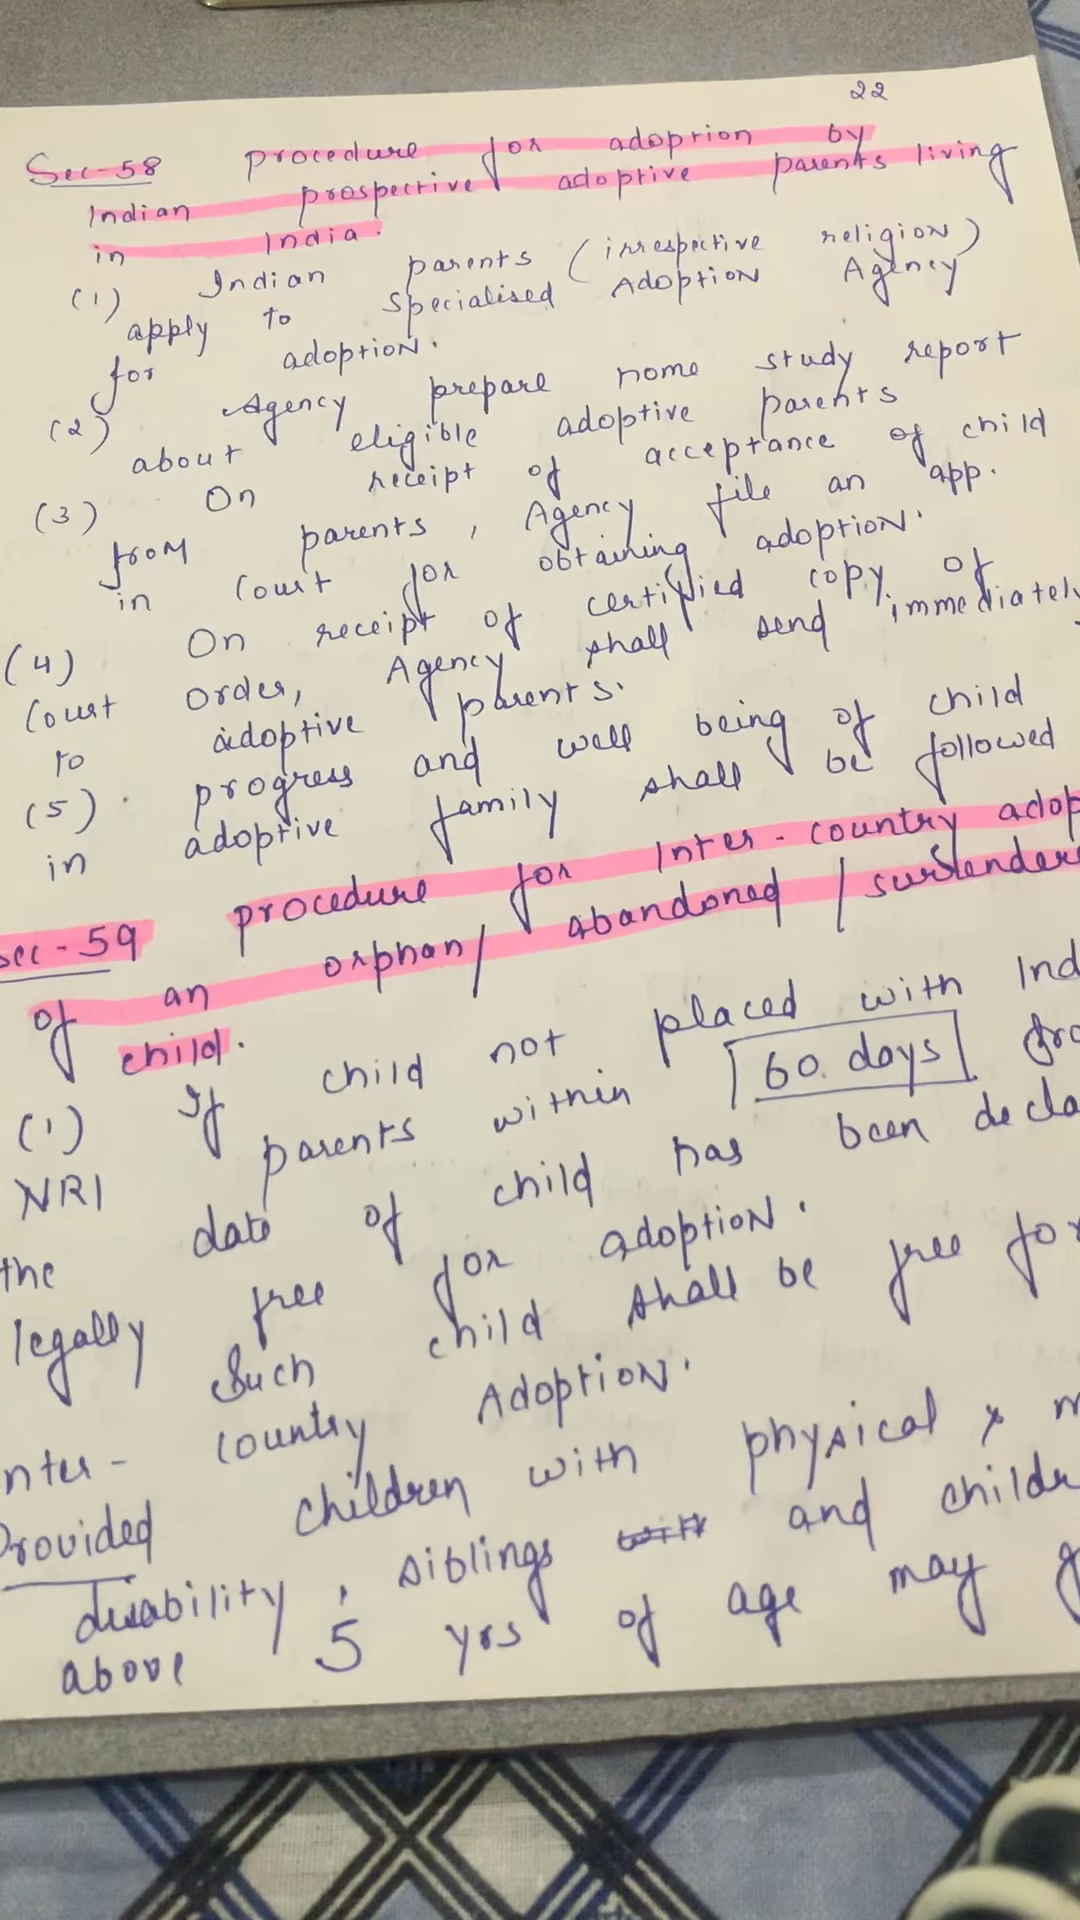 22
Sec-58 procedure for adoption by
Indian prospective adoptive parents living
in India.
(1) Indian parents (irrespective religion)
apply to Specialised Adoption Agency
for adoption.
(2) Agency prepare home study report
about eligible adoptive parents
(3) On receipt of acceptance of child
from parents, Agency file an app.
in Court for obtaining adoption.
(4) On receipt of certified copy of
Court order, Agency shall send immediately
to adoptive parents.
(5) progress and well being of child
in adoptive family shall be followed
Sec-59 procedure for Inter-country adop
of an orphan/ abandoned / surrender
child.
(1) If child not placed with Ind
NRI parents within 60 days fro
the date of child has been decla
legally free for adoption.
Such child shall be free for
nter- country Adoption.
Provided children with physical & m
disability, siblings and childr
above 5 yrs of age may g